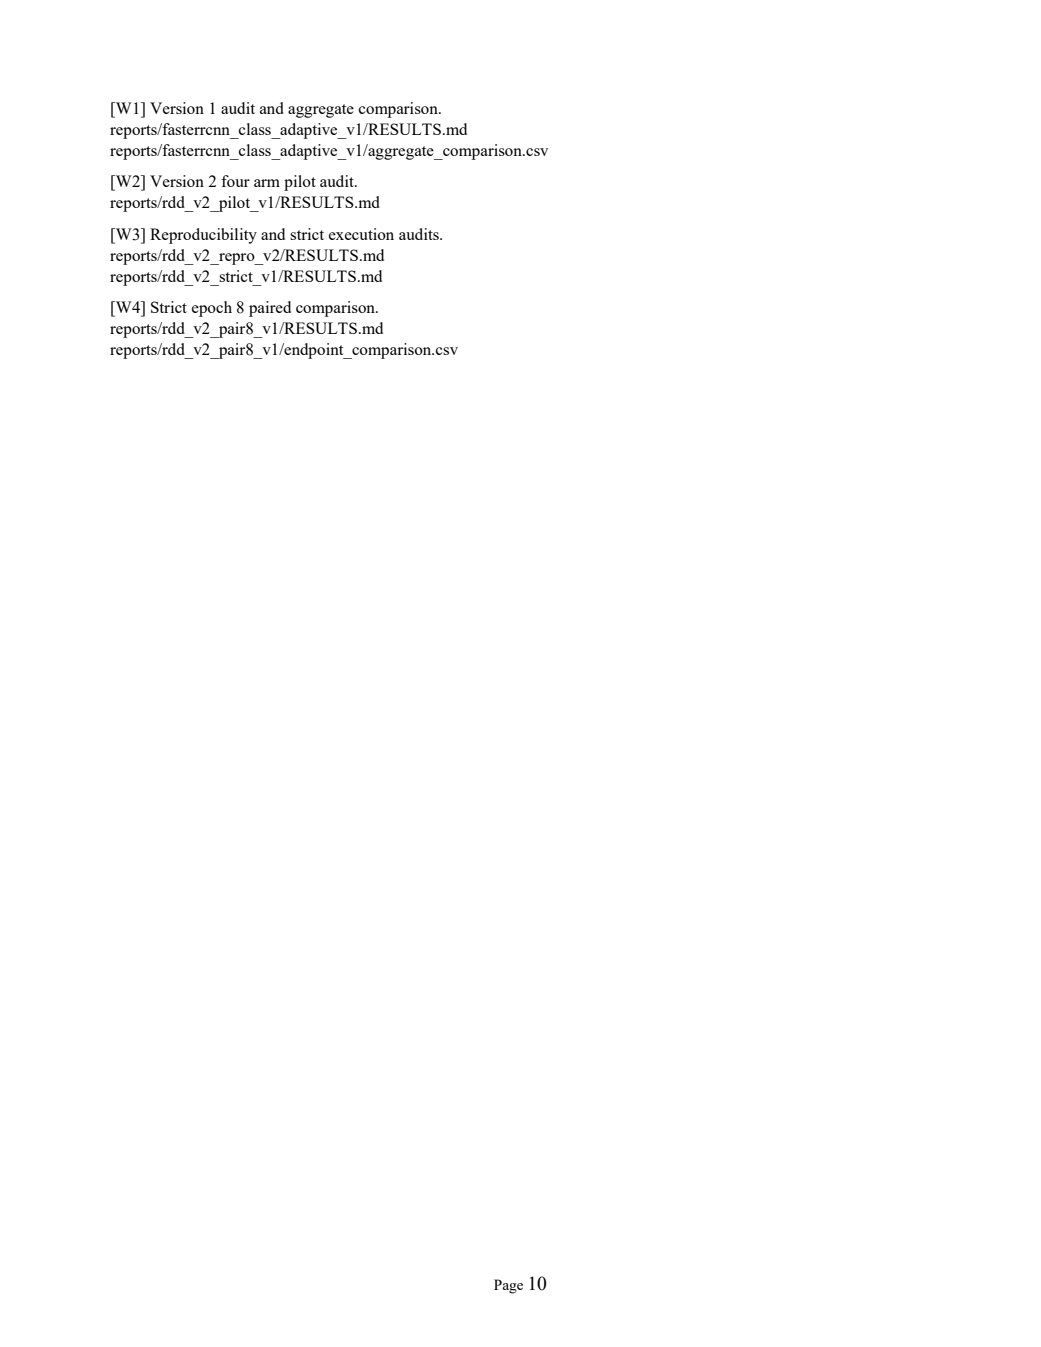 [W1] Version 1 audit and aggregate comparison.
reports/fasterrcnn_class_adaptive_v1/RESULTS.md
reports/fasterrcnn_class_adaptive_v1/aggregate_comparison.csv
[W2] Version 2 four arm pilot audit.
reports/rdd_v2_pilot_v1/RESULTS.md
[W3] Reproducibility and strict execution audits.
reports/rdd_v2_repro_v2/RESULTS.md
reports/rdd_v2_strict_v1/RESULTS.md
[W4] Strict epoch 8 paired comparison.
reports/rdd_v2_pair8_v1/RESULTS.md
reports/rdd_v2_pair8_v1/endpoint_comparison.csv
Page 10